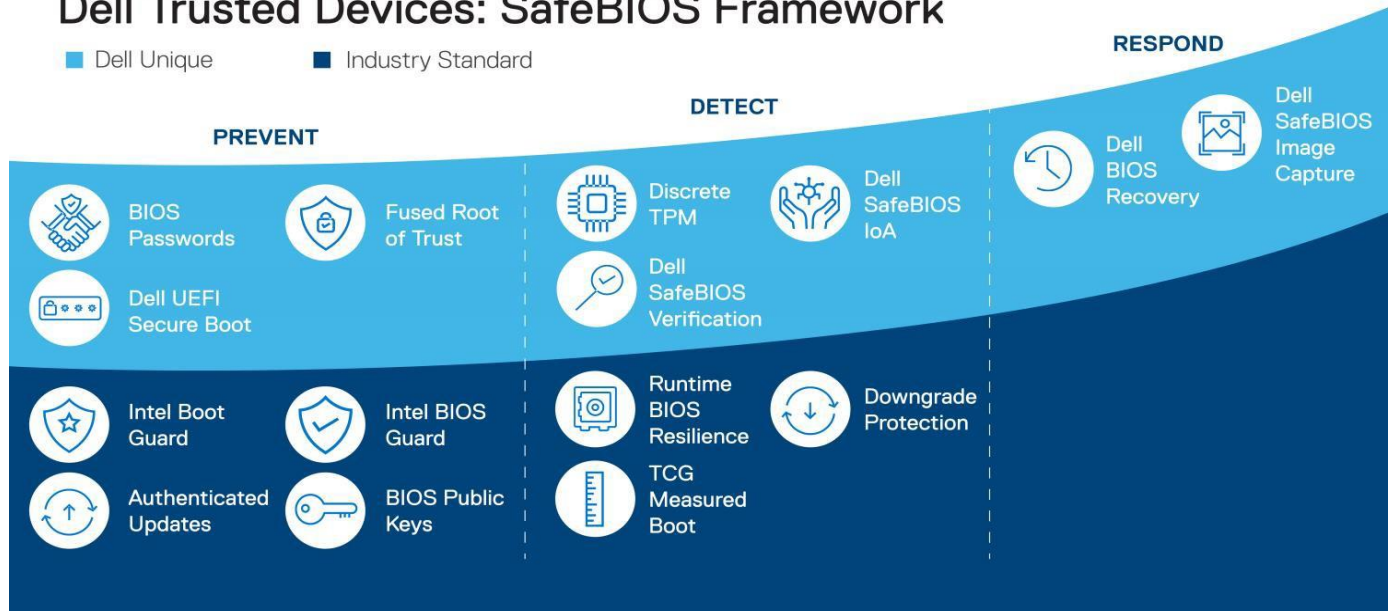 Dell Trusted Devices: SafeBIOS Framework
Dell Unique
Industry Standard
PREVENT
BIOS
Passwords
Fused Root
of Trust
Dell UEFI
Secure Boot
Intel Boot
Guard
Intel BIOS
Guard
Authenticated
Updates
BIOS Public
Keys
DETECT
Discrete
TPM
Dell
SafeBIOS
IoA
Dell
SafeBIOS
Verification
Runtime
BIOS
Resilience
Downgrade
Protection
TCG
Measured
Boot
RESPOND
Dell
BIOS
Recovery
Dell
SafeBIOS
Image
Capture